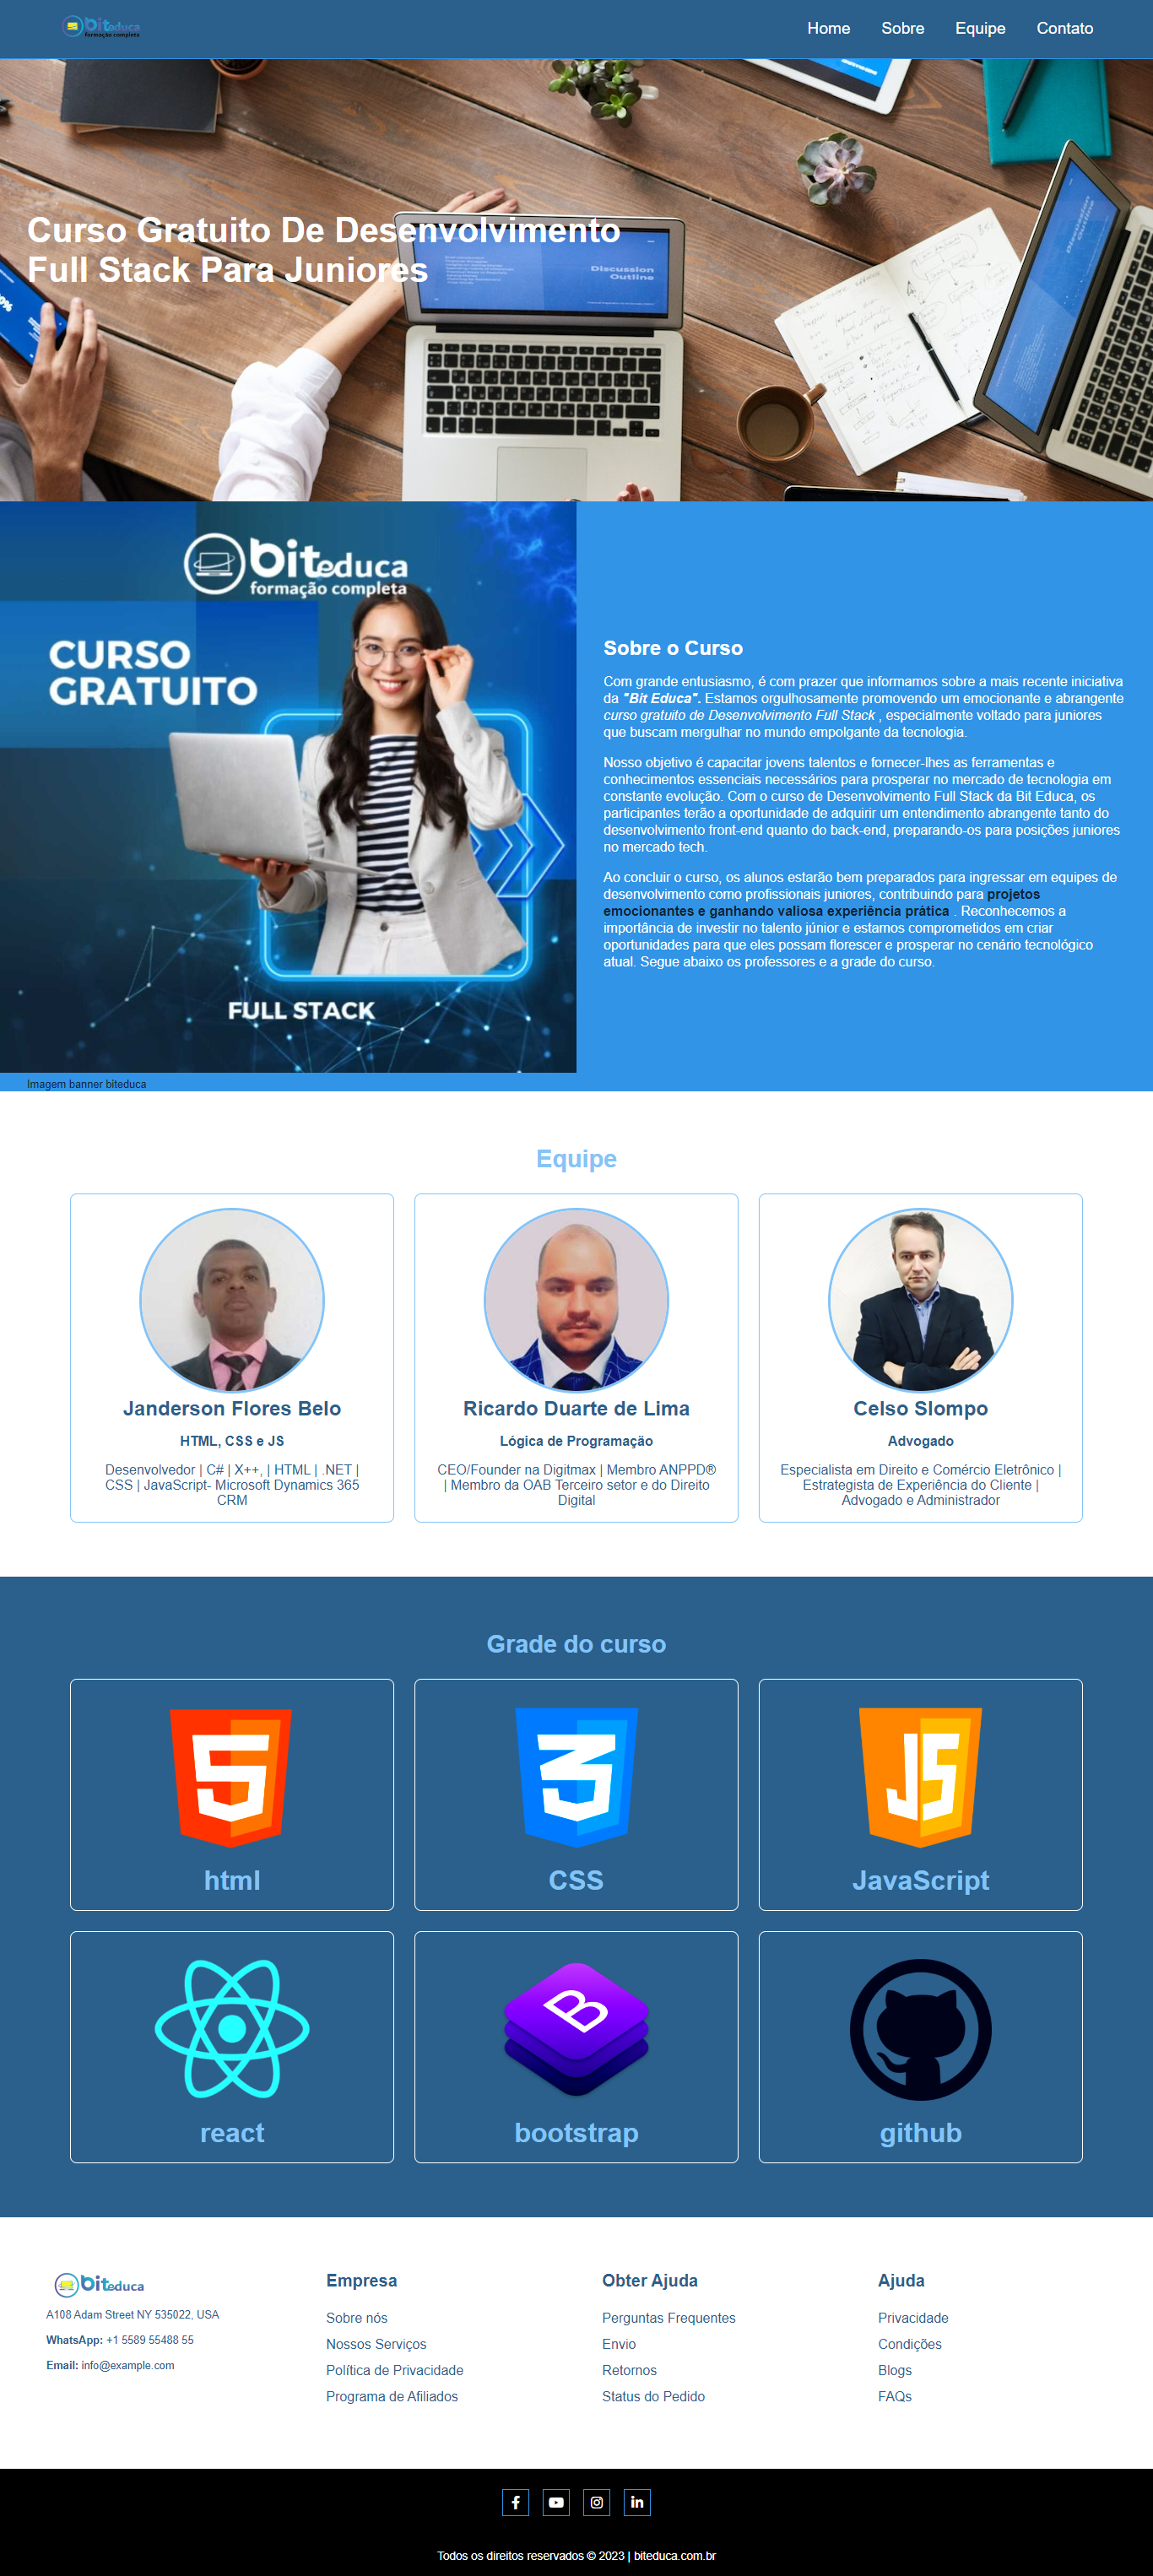 biteduca
formação completa
Home Sobre Equipe Contato
Curso Gratuito De Desenvolvimento
Full Stack Para Juniores
Discussion
Outline
biteduca
formação completa
CURSO
GRATUITO
FULL STACK
Imagem banner biteduca
Sobre o Curso
Com grande entusiasmo, é com prazer que informamos sobre a mais recente iniciativa
da "Bit Educa". Estamos orgulhosamente promovendo um emocionante e abrangente
curso gratuito de Desenvolvimento Full Stack , especialmente voltado para juniores
que buscam mergulhar no mundo empolgante da tecnologia.
Nosso objetivo é capacitar jovens talentos e fornecer-lhes as ferramentas e
conhecimentos essenciais necessários para prosperar no mercado de tecnologia em
constante evolução. Com o curso de Desenvolvimento Full Stack da Bit Educa, os
participantes terão a oportunidade de adquirir um entendimento abrangente tanto do
desenvolvimento front-end quanto do back-end, preparando-os para posições juniores
no mercado tech.
Ao concluir o curso, os alunos estarão bem preparados para ingressar em equipes de
desenvolvimento como profissionais juniores, contribuindo para projetos
emocionantes e ganhando valiosa experiência prática . Reconhecemos a
importância de investir no talento júnior e estamos comprometidos em criar
oportunidades para que eles possam florescer e prosperar no cenário tecnológico
atual. Segue abaixo os professores e a grade do curso.
Equipe
Janderson Flores Belo
HTML, CSS e JS
Desenvolvedor | C# | X++, | HTML | .NET |
CSS | JavaScript- Microsoft Dynamics 365
CRM
Ricardo Duarte de Lima
Lógica de Programação
CEO/Founder na Digitmax | Membro ANPPD®
| Membro da OAB Terceiro setor e do Direito
Digital
Celso Slompo
Advogado
Especialista em Direito e Comércio Eletrônico |
Estrategista de Experiência do Cliente |
Advogado e Administrador
Grade do curso
5
html
3
CSS
JS
JavaScript
react
B
bootstrap
github
biteduca
A108 Adam Street NY 535022, USA
WhatsApp: +1 5589 55488 55
Email: info@example.com
Empresa
Sobre nós
Nossos Serviços
Política de Privacidade
Programa de Afiliados
Obter Ajuda
Perguntas Frequentes
Envio
Retornos
Status do Pedido
Ajuda
Privacidade
Condições
Blogs
FAQs
Todos os direitos reservados © 2023 | biteduca.com.br